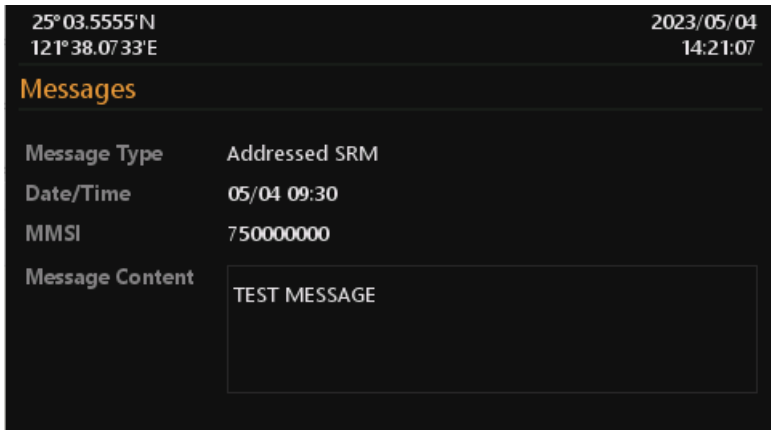 25°03.5555'N 2023/05/04
121°38.0733'E 14:21:07
Messages
Message Type Addressed SRM
Date/Time 05/04 09:30
MMSI 750000000
Message Content TEST MESSAGE